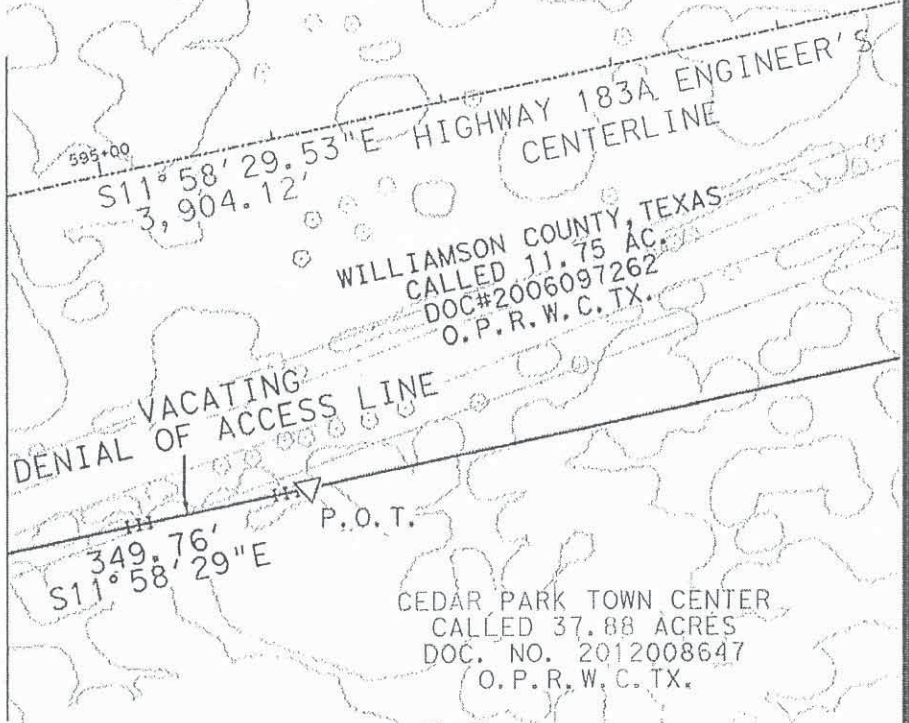 595+00
S11°58'29.53"E HIGHWAY 183A ENGINEER'S
3,904.12' CENTERLINE
WILLIAMSON COUNTY, TEXAS
CALLED 11.75 AC.
DOC#2006097262
O.P.R.W.C.TX.
VACATING
DENIAL OF ACCESS LINE
III
III
P.O.T.
349.76'
S11°58'29"E
CEDAR PARK TOWN CENTER
CALLED 37.88 ACRES
DOC. NO. 2012008647
O.P.R.W.C.TX.